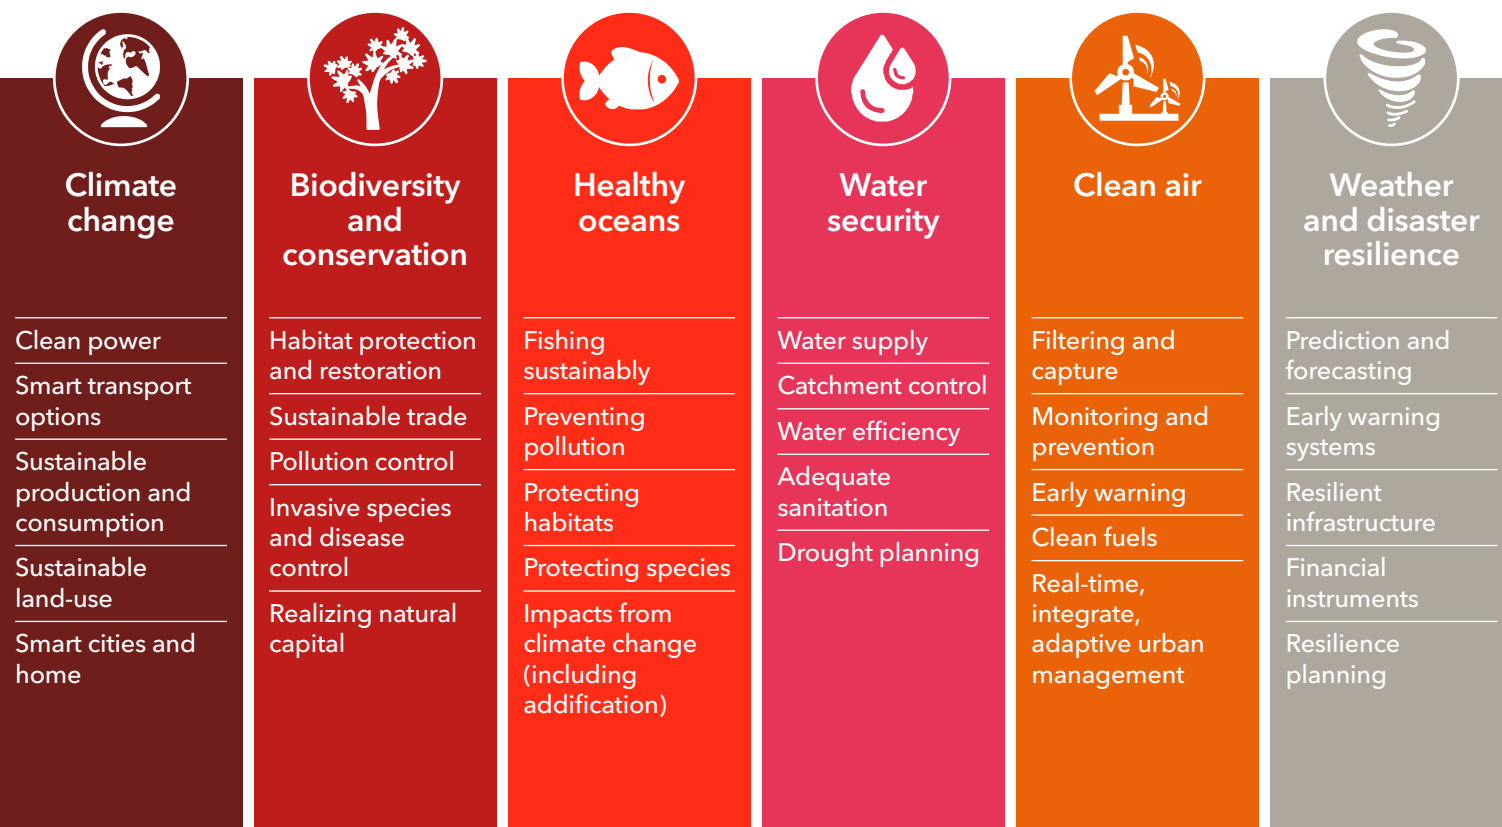 Climate
change
Clean power
Smart transport
options
Sustainable
production and
consumption
Sustainable
land-use
Smart cities and
home
Biodiversity
and
conservation
Habitat protection
and restoration
Sustainable trade
Pollution control
Invasive species
and disease
control
Realizing natural
capital
Healthy
oceans
Fishing
sustainably
Preventing
pollution
Protecting
habitats
Protecting species
Impacts from
climate change
(including
addification)
Water
security
Water supply
Catchment control
Water efficiency
Adequate
sanitation
Drought planning
Clean air
Filtering and
capture
Monitoring and
prevention
Early warning
Clean fuels
Real-time,
integrate,
adaptive urban
management
Weather
and disaster
resilience
Prediction and
forecasting
Early warning
systems
Resilient
infrastructure
Financial
instruments
Resilience
planning